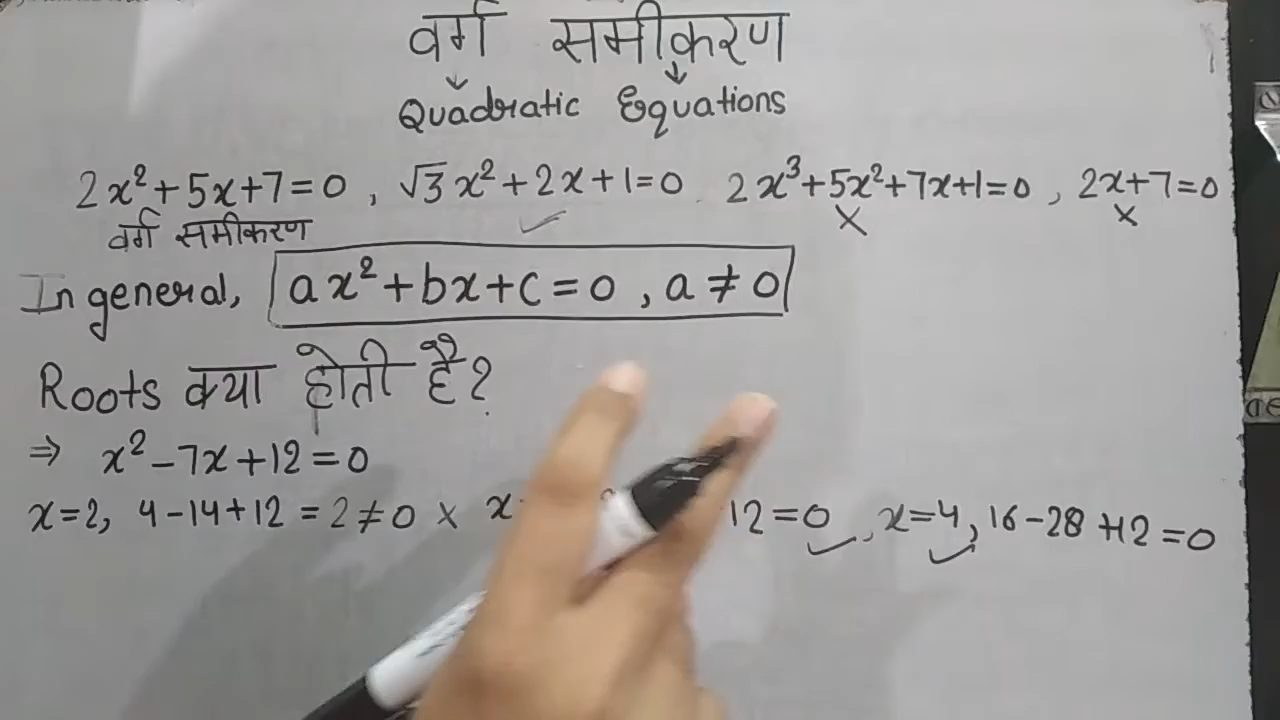 वर्ग समीकरण
↓ ↓
Quadratic Equations
2x²+5x+7=0 , √3x²+2x+1=0 2x³+5x²+7x+1=0 , 2x+7=0
वर्ग समीकरण ✓ × ×
In general, ax²+bx+c=0 , a≠0
Roots क्या होती है?
⇒ x²-7x+12=0
x=2, 4-14+12=2≠0 × x 12=0 ✓, x=4, ✓ 16-28+12=0